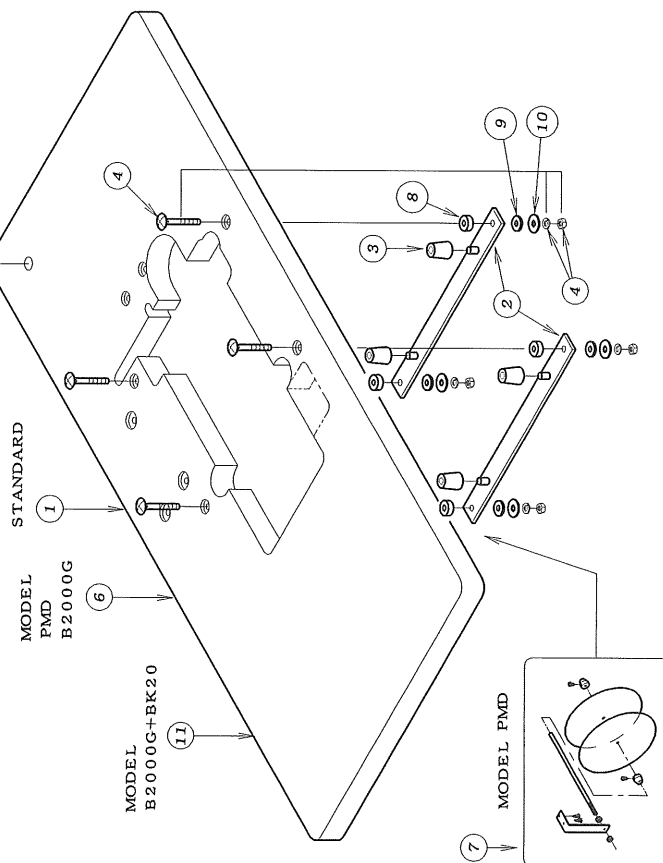 STANDARD
1
MODEL
PMD
B2000G
6
MODEL
B2000G+BK20
11
4
8
3
9
10
2
4
MODEL PMD
7